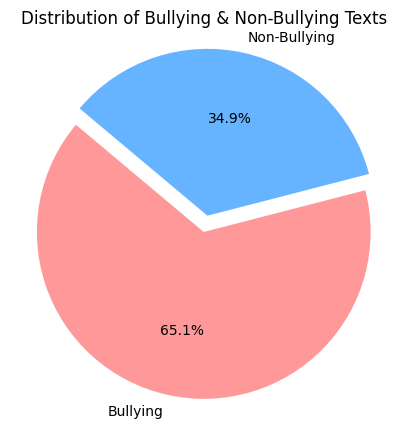 Distribution of Bullying & Non-Bullying Texts
Non-Bullying
34.9%
65.1%
Bullying